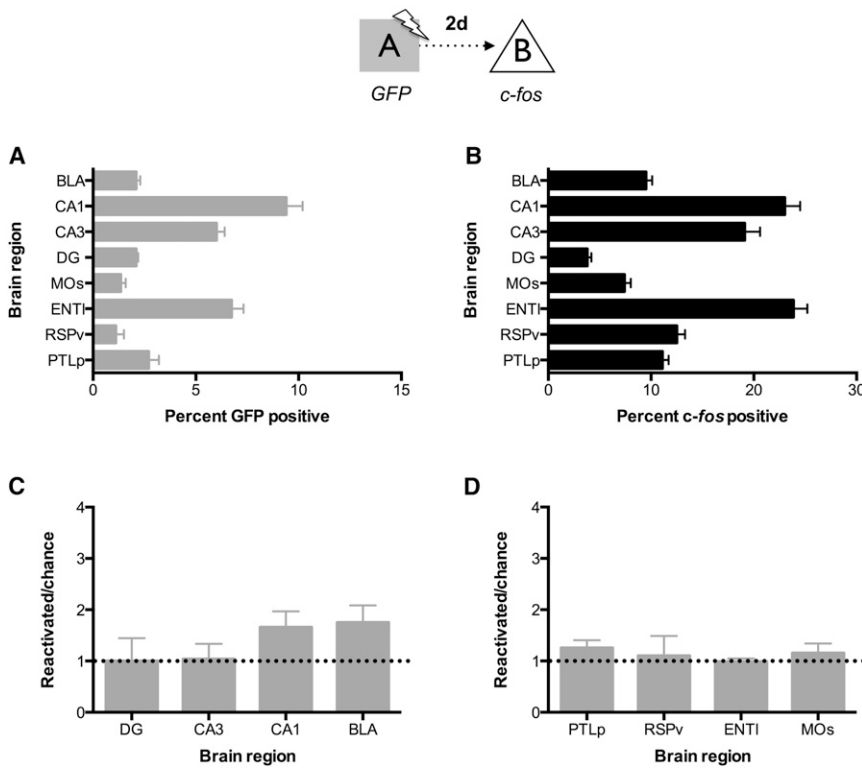 2d
A
B
GFP
c-fos
A
BLA
CA1
CA3
DG
MOs
ENTl
RSPv
PTLp
Brain region
0
5
10
15
Percent GFP positive
B
BLA
CA1
CA3
DG
MOs
ENTl
RSPv
PTLp
Brain region
0
10
20
30
Percent c-fos positive
C
4
3
2
1
0
Reactivated/chance
DG CA3 CA1 BLA
Brain region
D
4
3
2
1
0
Reactivated/chance
PTLp RSPv ENTl MOs
Brain region